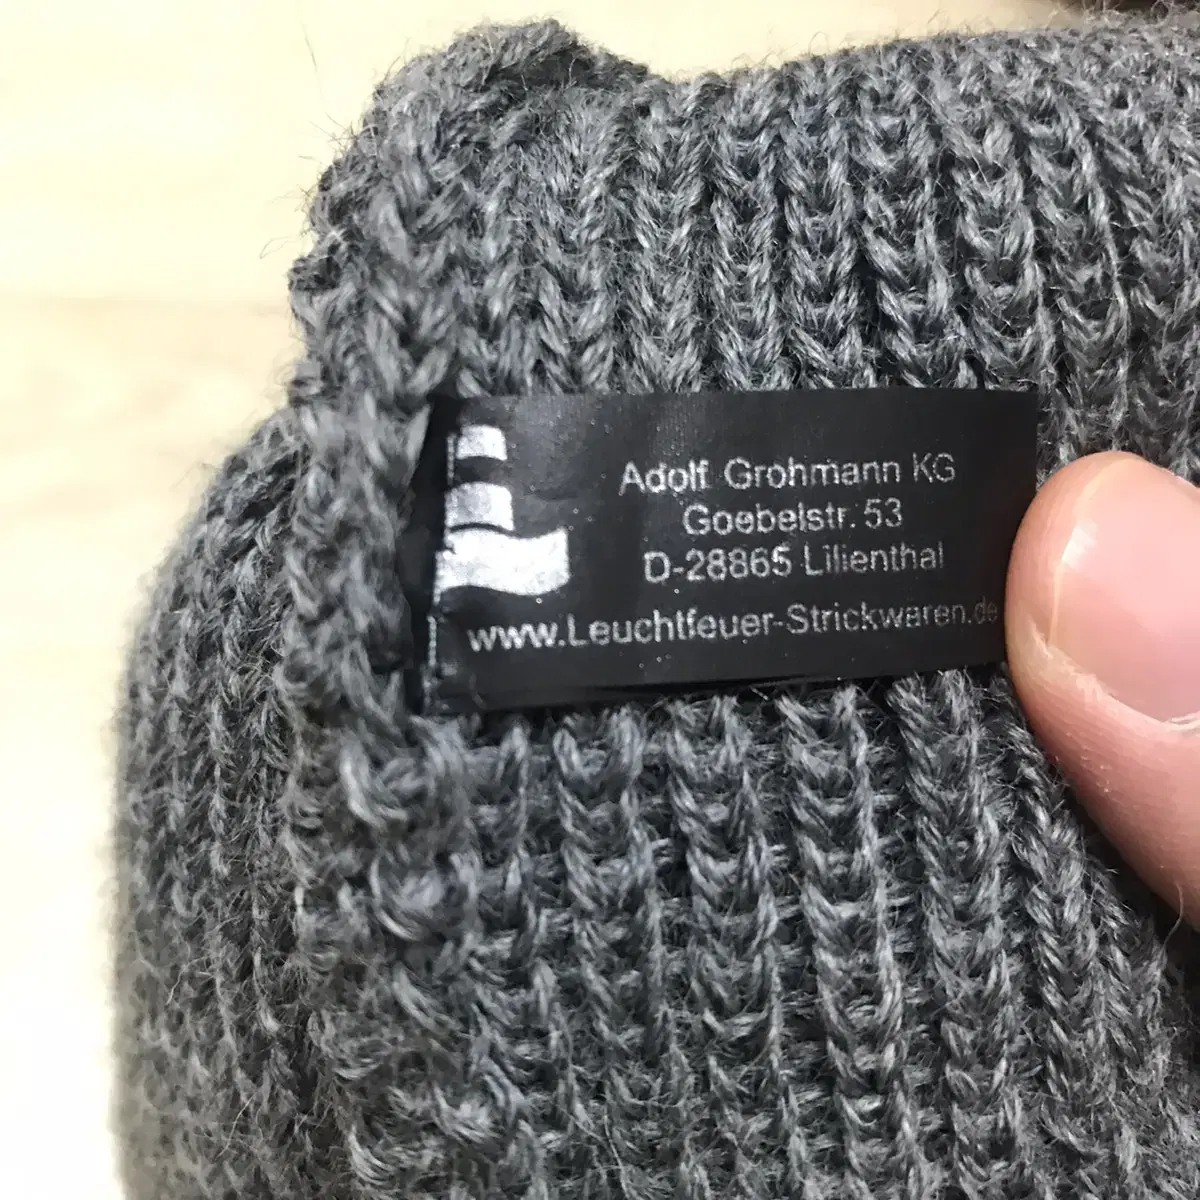 Adolf Grohmann KG
Goebelstr. 53
D-28865 Lilienthal
www.Leuchtfeuer-Strickwaren.de